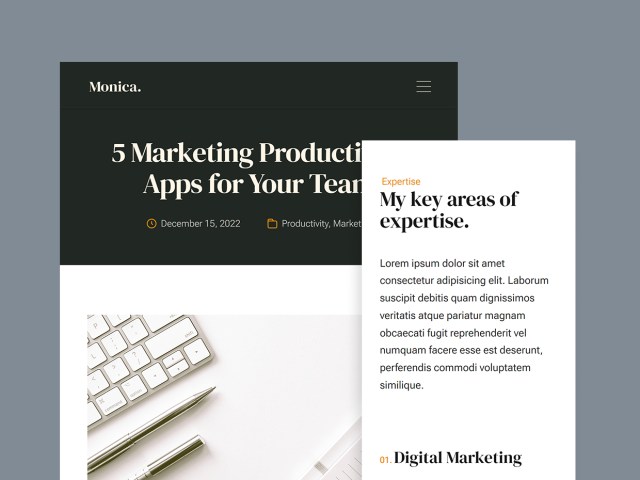 Monica.
5 Marketing Producti
Apps for Your Tean
December 15, 2022
Productivity, Market
Expertise
My key areas of
expertise.
Lorem ipsum dolor sit amet
consectetur adipisicing elit. Laborum
suscipit debitis quam dignissimos
veritatis atque pariatur magnam
obcaecati fugit reprehenderit vel
numquam facere esse est deserunt,
perferendis commodi voluptatem
similique.
01. Digital Marketing